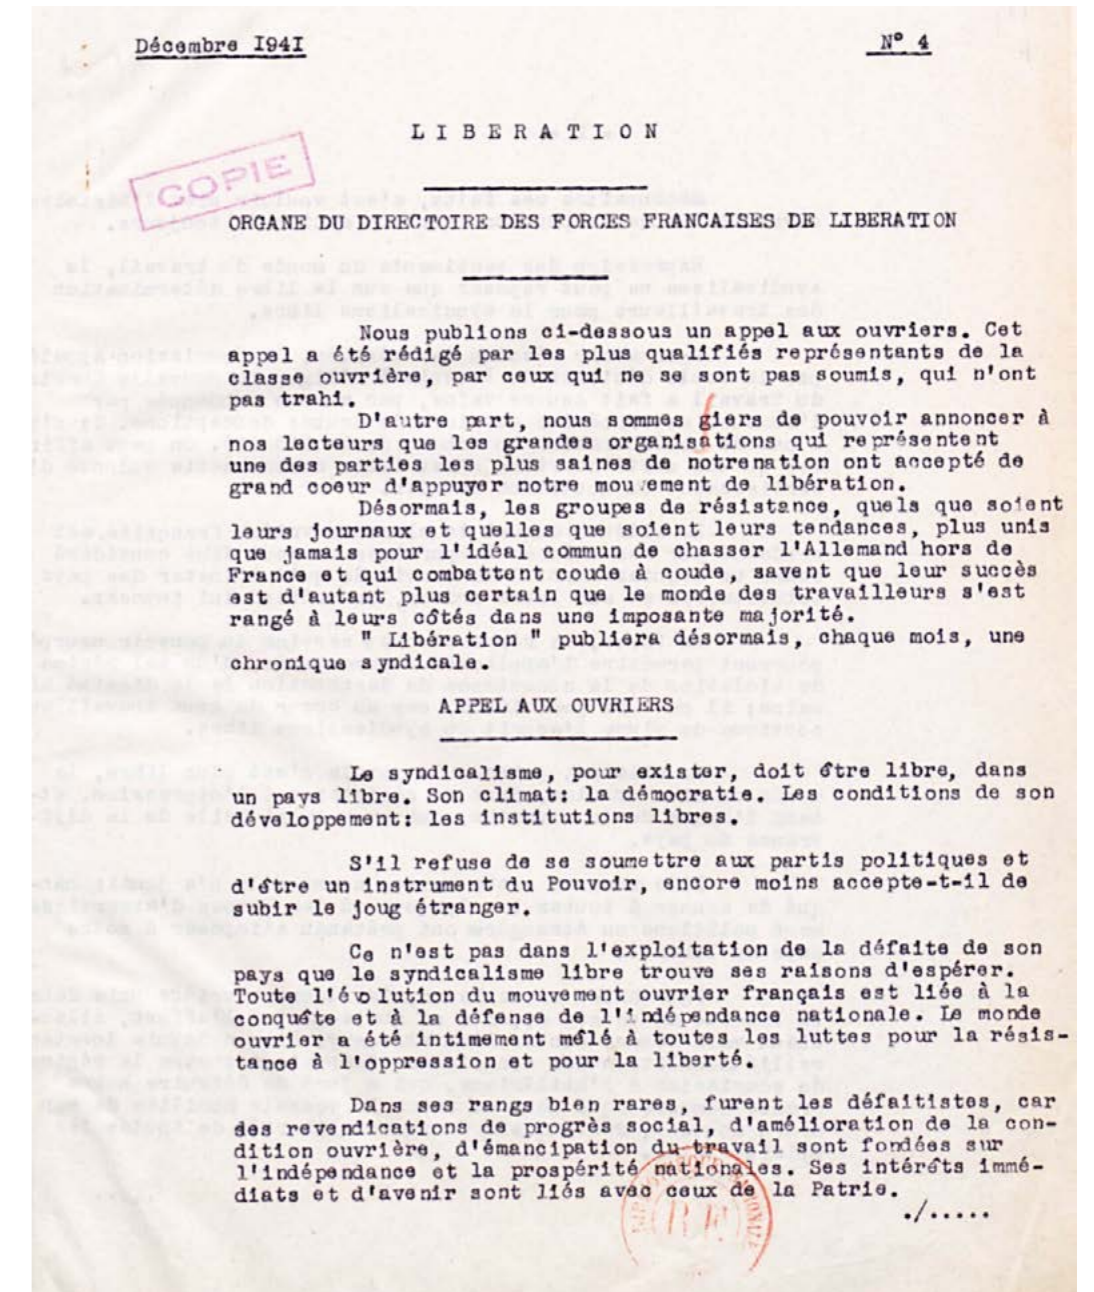 Décembre I94I
N° 4
L I B E R A T I O N
COPIE
ORGANE DU DIRECTOIRE DES FORCES FRANCAISES DE LIBERATION
Nous publions ci-dessous un appel aux ouvriers. Cet
appel a été rédigé par les plus qualifiés représentants de la
classe ouvrière, par ceux qui ne se sont pas soumis, qui n'ont
pas trahi.
D'autre part, nous sommes giers de pouvoir annoncer à
nos lecteurs que les grandes organisations qui représentent
une des parties les plus saines de notrenation ont accepté de
grand coeur d'appuyer notre mouvement de libération.
Désormais, les groupes de résistance, quels que soient
leurs journaux et quelles que soient leurs tendances, plus unis
que jamais pour l'idéal commun de chasser l'Allemand hors de
France et qui combattent coude à coude, savent que leur succès
est d'autant plus certain que le monde des travailleurs s'est
rangé à leurs côtés dans une imposante majorité.
" Libération " publiera désormais, chaque mois, une
chronique syndicale.
APPEL AUX OUVRIERS
Le syndicalisme, pour exister, doit être libre, dans
un pays libre. Son climat: la démocratie. Les conditions de son
développement: les institutions libres.
S'il refuse de se soumettre aux partis politiques et
d'être un instrument du Pouvoir, encore moins accepte-t-il de
subir le joug étranger.
Ce n'est pas dans l'exploitation de la défaite de son
pays que le syndicalisme libre trouve ses raisons d'espérer.
Toute l'évolution du mouvement ouvrier français est liée à la
conquête et à la défense de l'indépendance nationale. Le monde
ouvrier a été intimement mêlé à toutes les luttes pour la résis-
tance à l'oppression et pour la liberté.
Dans ses rangs bien rares, furent les défaitistes, car
des revendications de progrès social, d'amélioration de la con-
dition ouvrière, d'émancipation du travail sont fondées sur
l'indépendance et la prospérité nationales. Ses intérêts immé-
diats et d'avenir sont liés avec ceux de la Patrie.
./.....